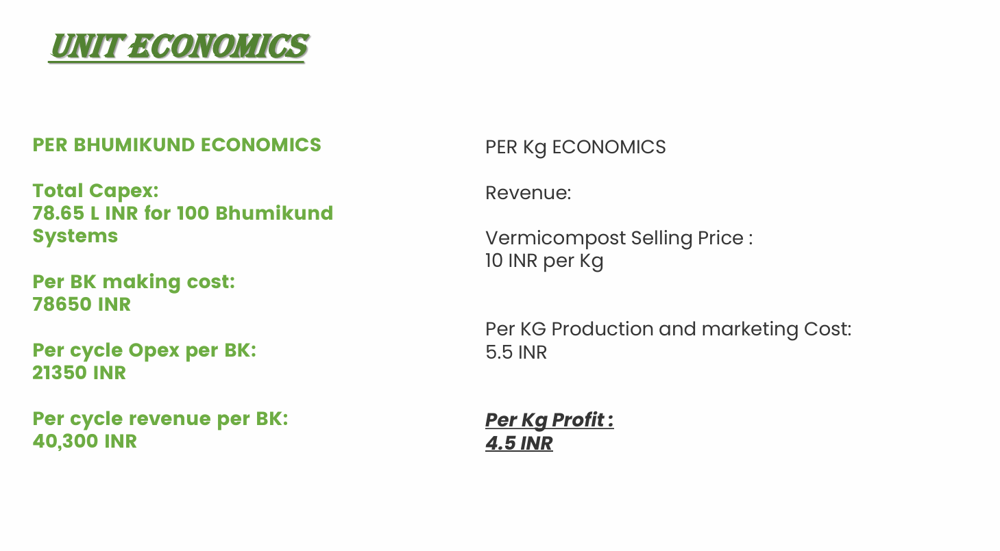 UNIT ECONOMICS
PER BHUMIKUND ECONOMICS
Total Capex:
78.65 L INR for 100 Bhumikund
Systems
Per BK making cost:
78650 INR
Per cycle Opex per BK:
21350 INR
Per cycle revenue per BK:
40,300 INR
PER Kg ECONOMICS
Revenue:
Vermicompost Selling Price :
10 INR per Kg
Per KG Production and marketing Cost:
5.5 INR
Per Kg Profit :
4.5 INR